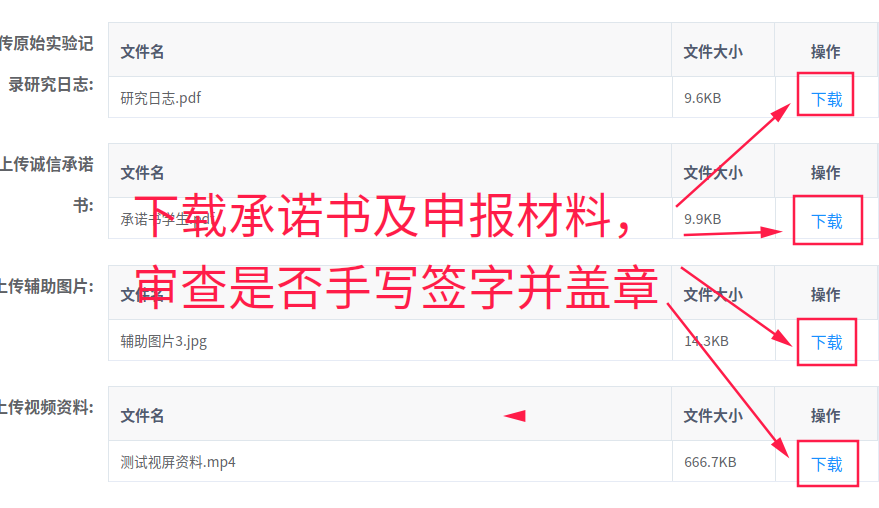 传原始实验记
录研究日志:
文件名 文件大小 操作
研究日志.pdf 9.6KB 下载
上传诚信承诺
书:
文件名 文件大小 操作
承诺书学生.pdf 9.9KB 下载
下载承诺书及申报材料，
审查是否手写签字并盖章
上传辅助图片:
文件名 文件大小 操作
辅助图片3.jpg 14.3KB 下载
上传视频资料:
文件名 文件大小 操作
测试视屏资料.mp4 666.7KB 下载